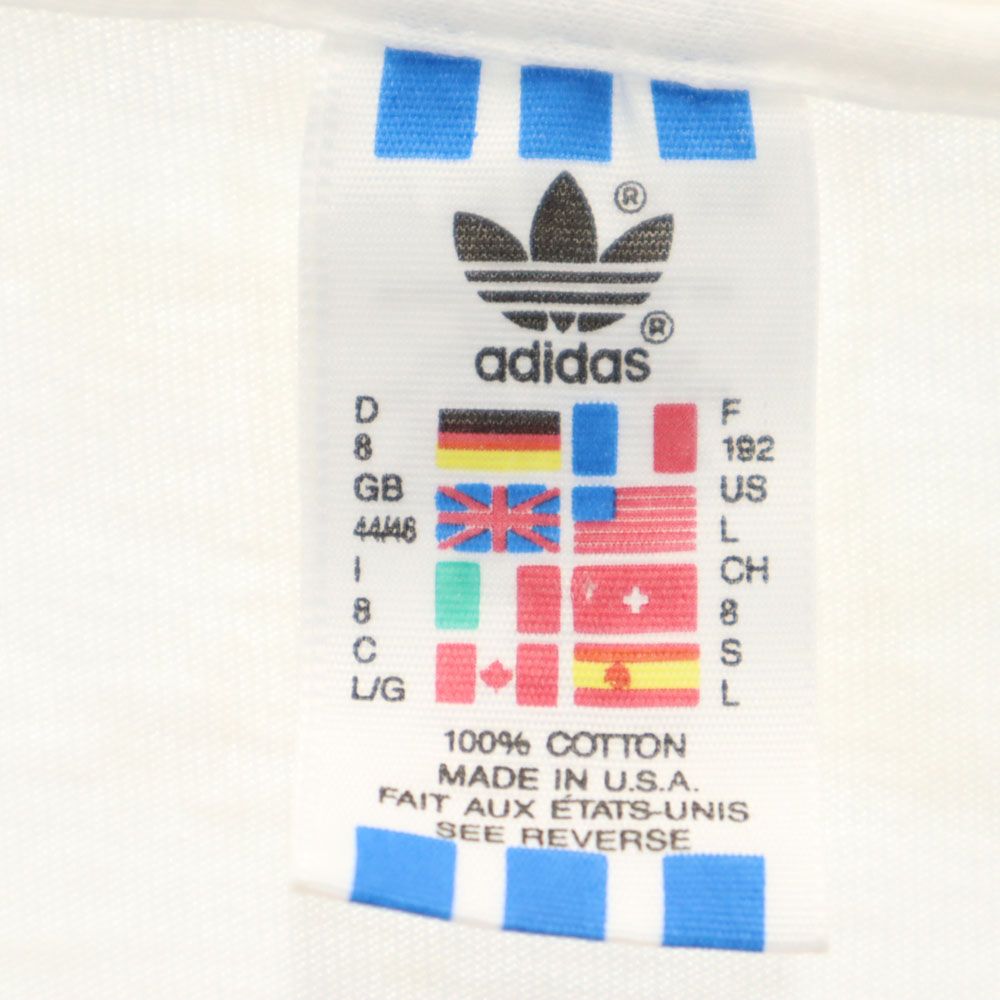 ®
®
adidas
D F
8 192
GB US
44/46 L
I CH
8 8
C S
L/G L
100% COTTON
MADE IN U.S.A.
FAIT AUX ÉTATS-UNIS
SEE REVERSE